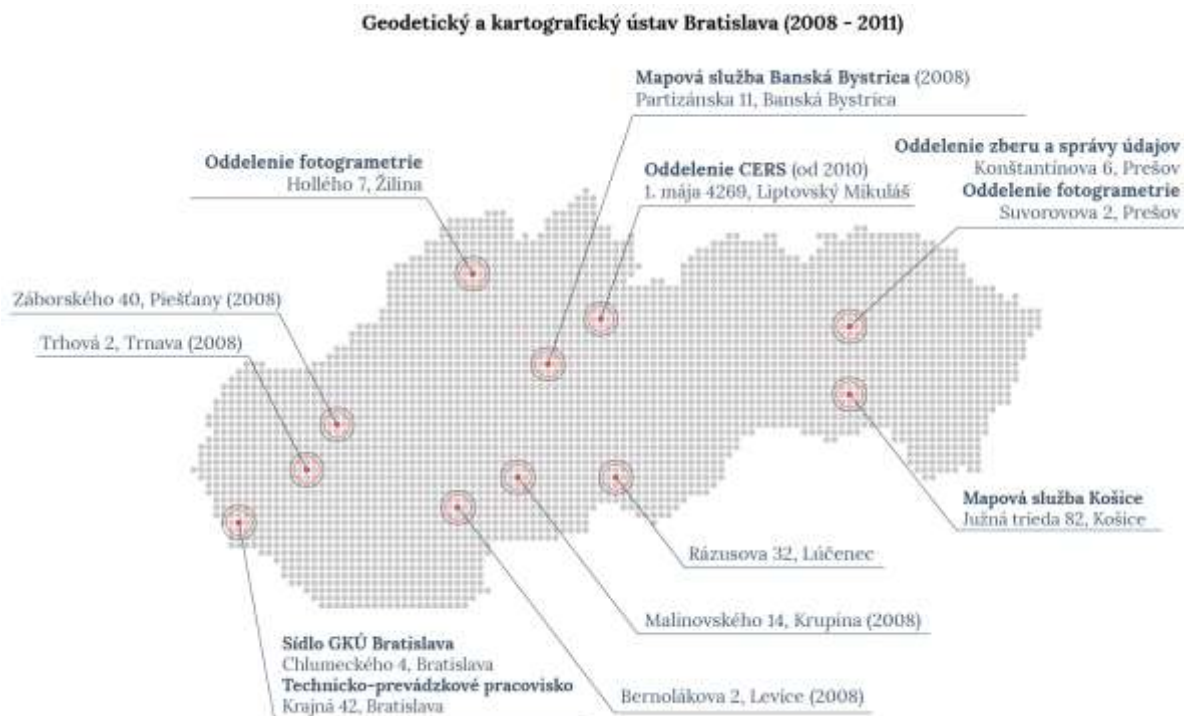 Geodetický a kartografický ústav Bratislava (2008 - 2011)
Mapová služba Banská Bystrica (2008)
Partizánska 11, Banská Bystrica
Oddelenie fotogrametrie
Hollého 7, Žilina
Oddelenie CERS (od 2010)
1. mája 4269, Liptovský Mikuláš
Oddelenie zberu a správy údajov
Konštantínova 6, Prešov
Oddelenie fotogrametrie
Suvorovova 2, Prešov
Záborského 40, Piešťany (2008)
Trhová 2, Trnava (2008)
Mapová služba Košice
Južná trieda 82, Košice
Rázusova 32, Lúčenec
Malinovského 14, Krupina (2008)
Sídlo GKÚ Bratislava
Chlumeckého 4, Bratislava
Technicko-prevádzkové pracovisko
Krajná 42, Bratislava
Bernolákova 2, Levice (2008)